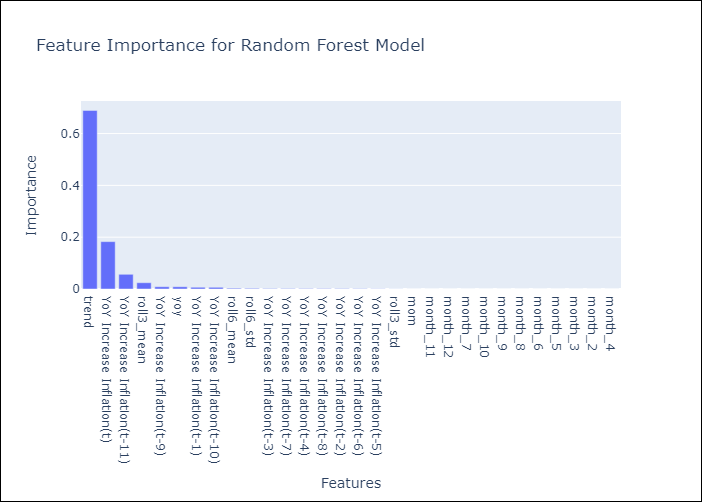 Feature Importance for Random Forest Model
Importance
0.6
0.4
0.2
0
trend
YoY Increase Inflation(t)
YoY Increase Inflation(t-11)
roll3_mean
YoY Increase Inflation(t-9)
yoy
YoY Increase Inflation(t-1)
YoY Increase Inflation(t-10)
roll6_mean
roll6_std
YoY Increase Inflation(t-3)
YoY Increase Inflation(t-7)
YoY Increase Inflation(t-4)
YoY Increase Inflation(t-8)
YoY Increase Inflation(t-2)
YoY Increase Inflation(t-6)
YoY Increase Inflation(t-5)
roll3_std
mom
month_11
month_12
month_7
month_10
month_9
month_8
month_6
month_5
month_3
month_2
month_4
Features